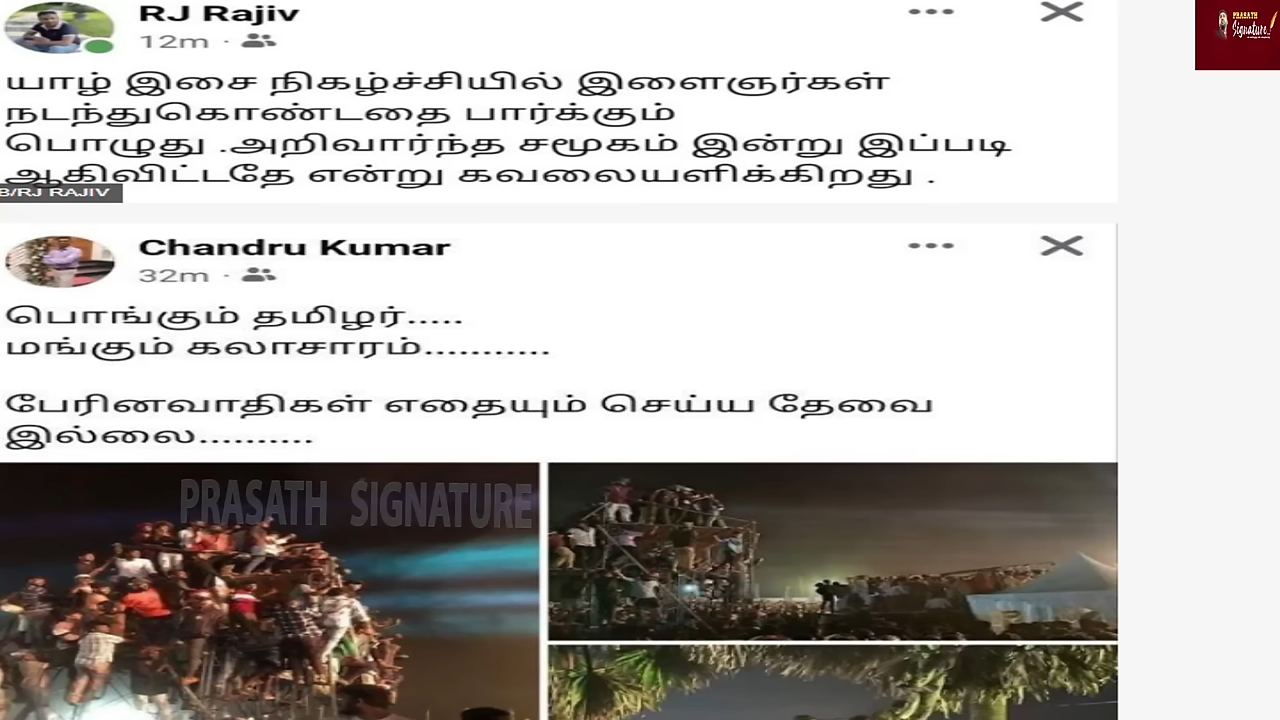 RJ Rajiv
12m ·
யாழ் இசை நிகழ்ச்சியில் இளைஞர்கள்
நடந்துகொண்டதை பார்க்கும்
பொழுது .அறிவார்ந்த சமூகம் இன்று இப்படி
ஆகிவிட்டதே என்று கவலையளிக்கிறது .
B/RJ RAJIV
Chandru Kumar
32m ·
பொங்கும் தமிழர்.....
மங்கும் கலாசாரம்...........
பேரினவாதிகள் எதையும் செய்ய தேவை
இல்லை..........
PRASATH SIGNATURE
PRASATH
Signature